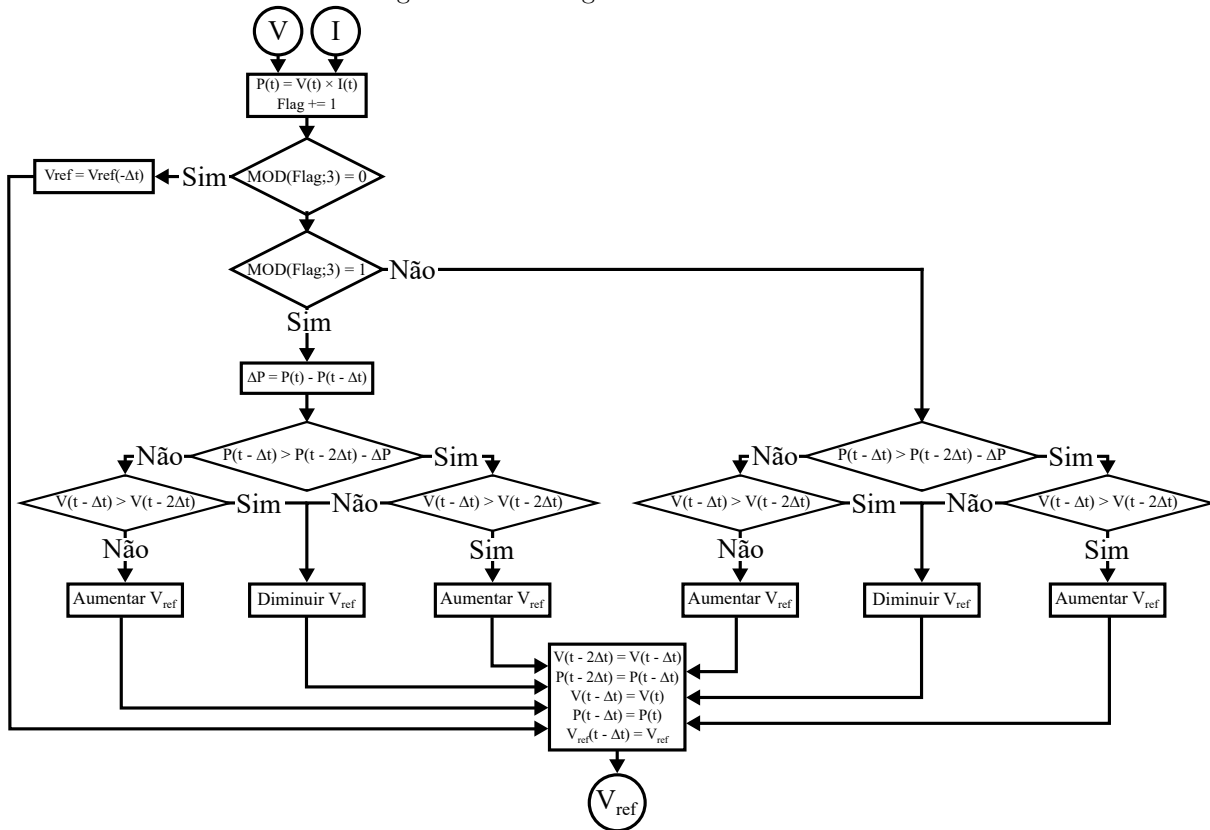 V I
P(t) = V(t) × I(t)
Flag += 1
Vref = Vref(-Δt)
Sim
MOD(Flag;3) = 0
MOD(Flag;3) = 1
Não
Sim
ΔP = P(t) - P(t - Δt)
Não
P(t - Δt) > P(t - 2Δt) - ΔP
Sim
Não
P(t - Δt) > P(t - 2Δt) - ΔP
Sim
V(t - Δt) > V(t - 2Δt)
Sim
Não
V(t - Δt) > V(t - 2Δt)
V(t - Δt) > V(t - 2Δt)
Sim
Não
V(t - Δt) > V(t - 2Δt)
Não
Sim
Não
Sim
Aumentar Vref
Diminuir Vref
Aumentar Vref
Aumentar Vref
Diminuir Vref
Aumentar Vref
V(t - 2Δt) = V(t - Δt)
P(t - 2Δt) = P(t - Δt)
V(t - Δt) = V(t)
P(t - Δt) = P(t)
Vref(t - Δt) = Vref
Vref